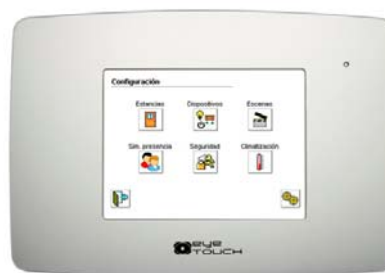 Configuración
Estancias Dispositivos Escenas
Sim. presencia Seguridad Climatización
eye
TOUCH